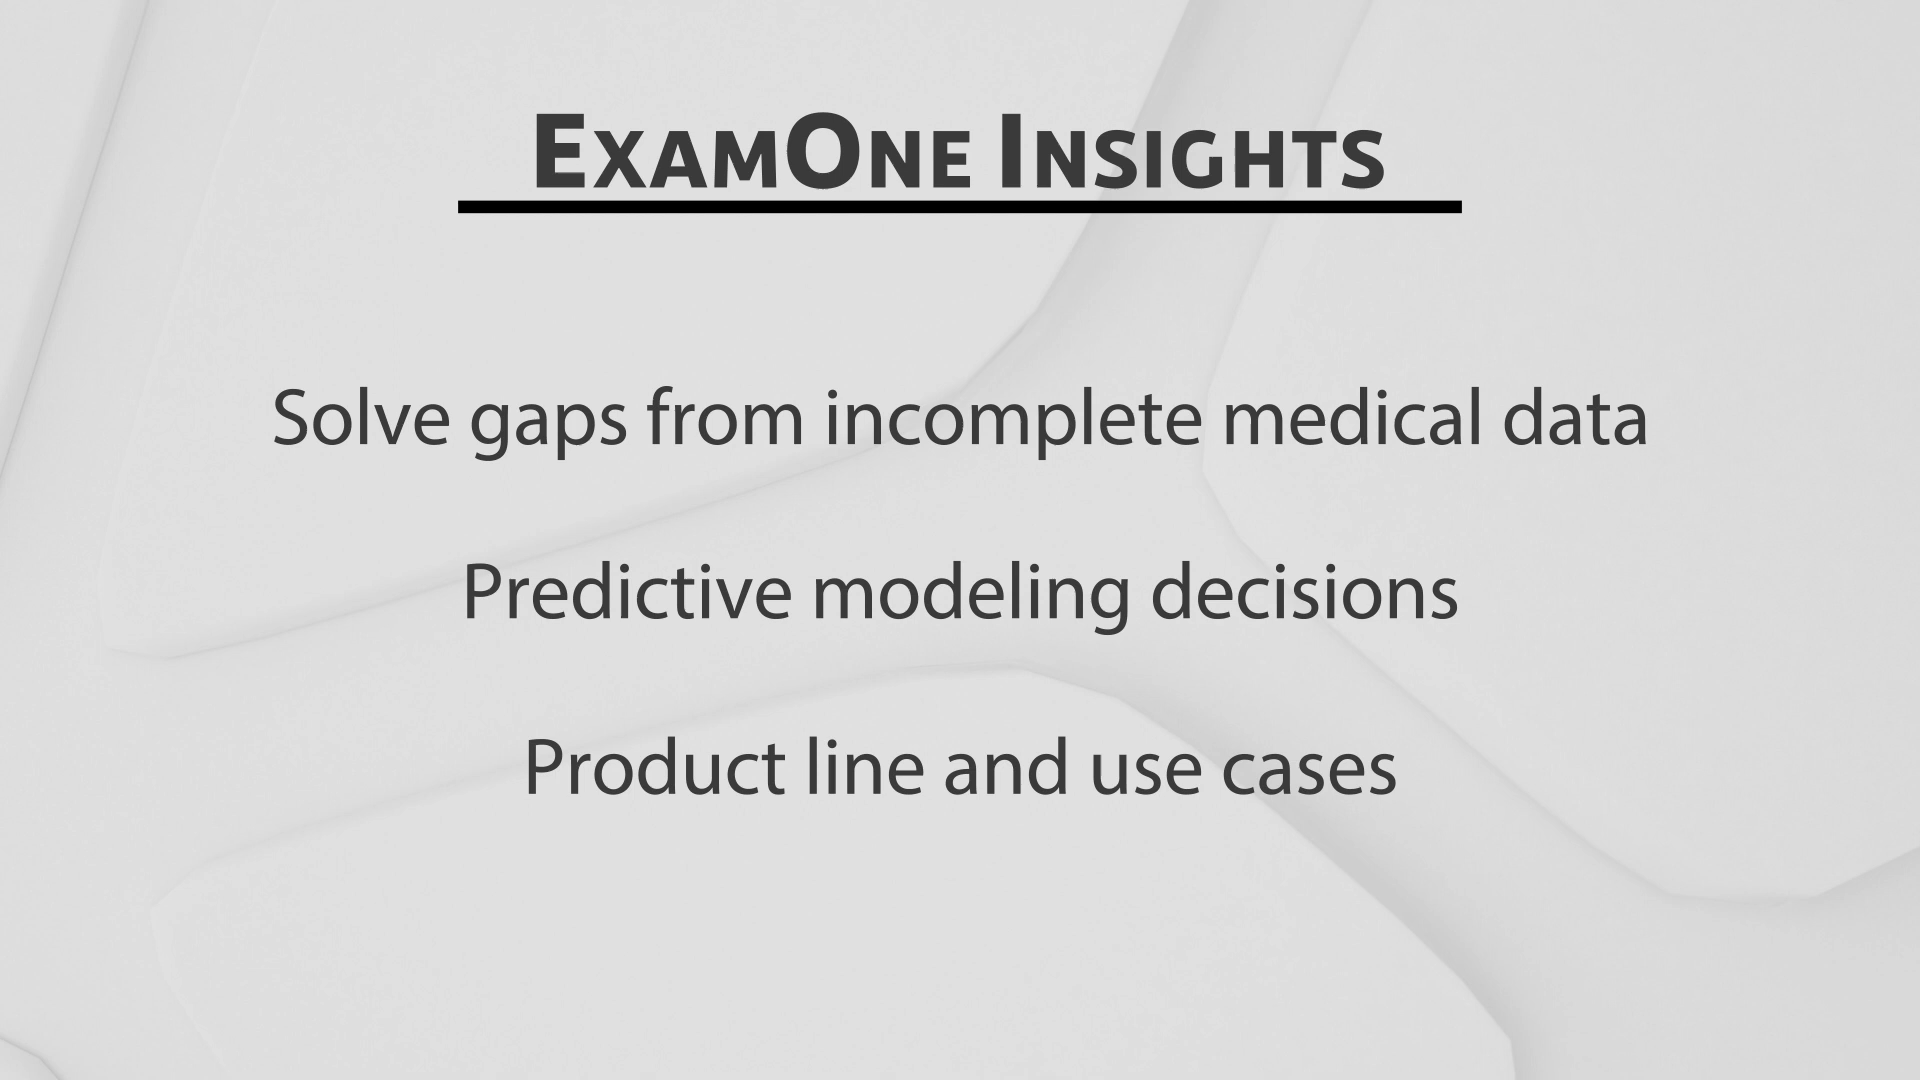 ExamOne Insights
Solve gaps from incomplete medical data
Predictive modeling decisions
Product line and use cases